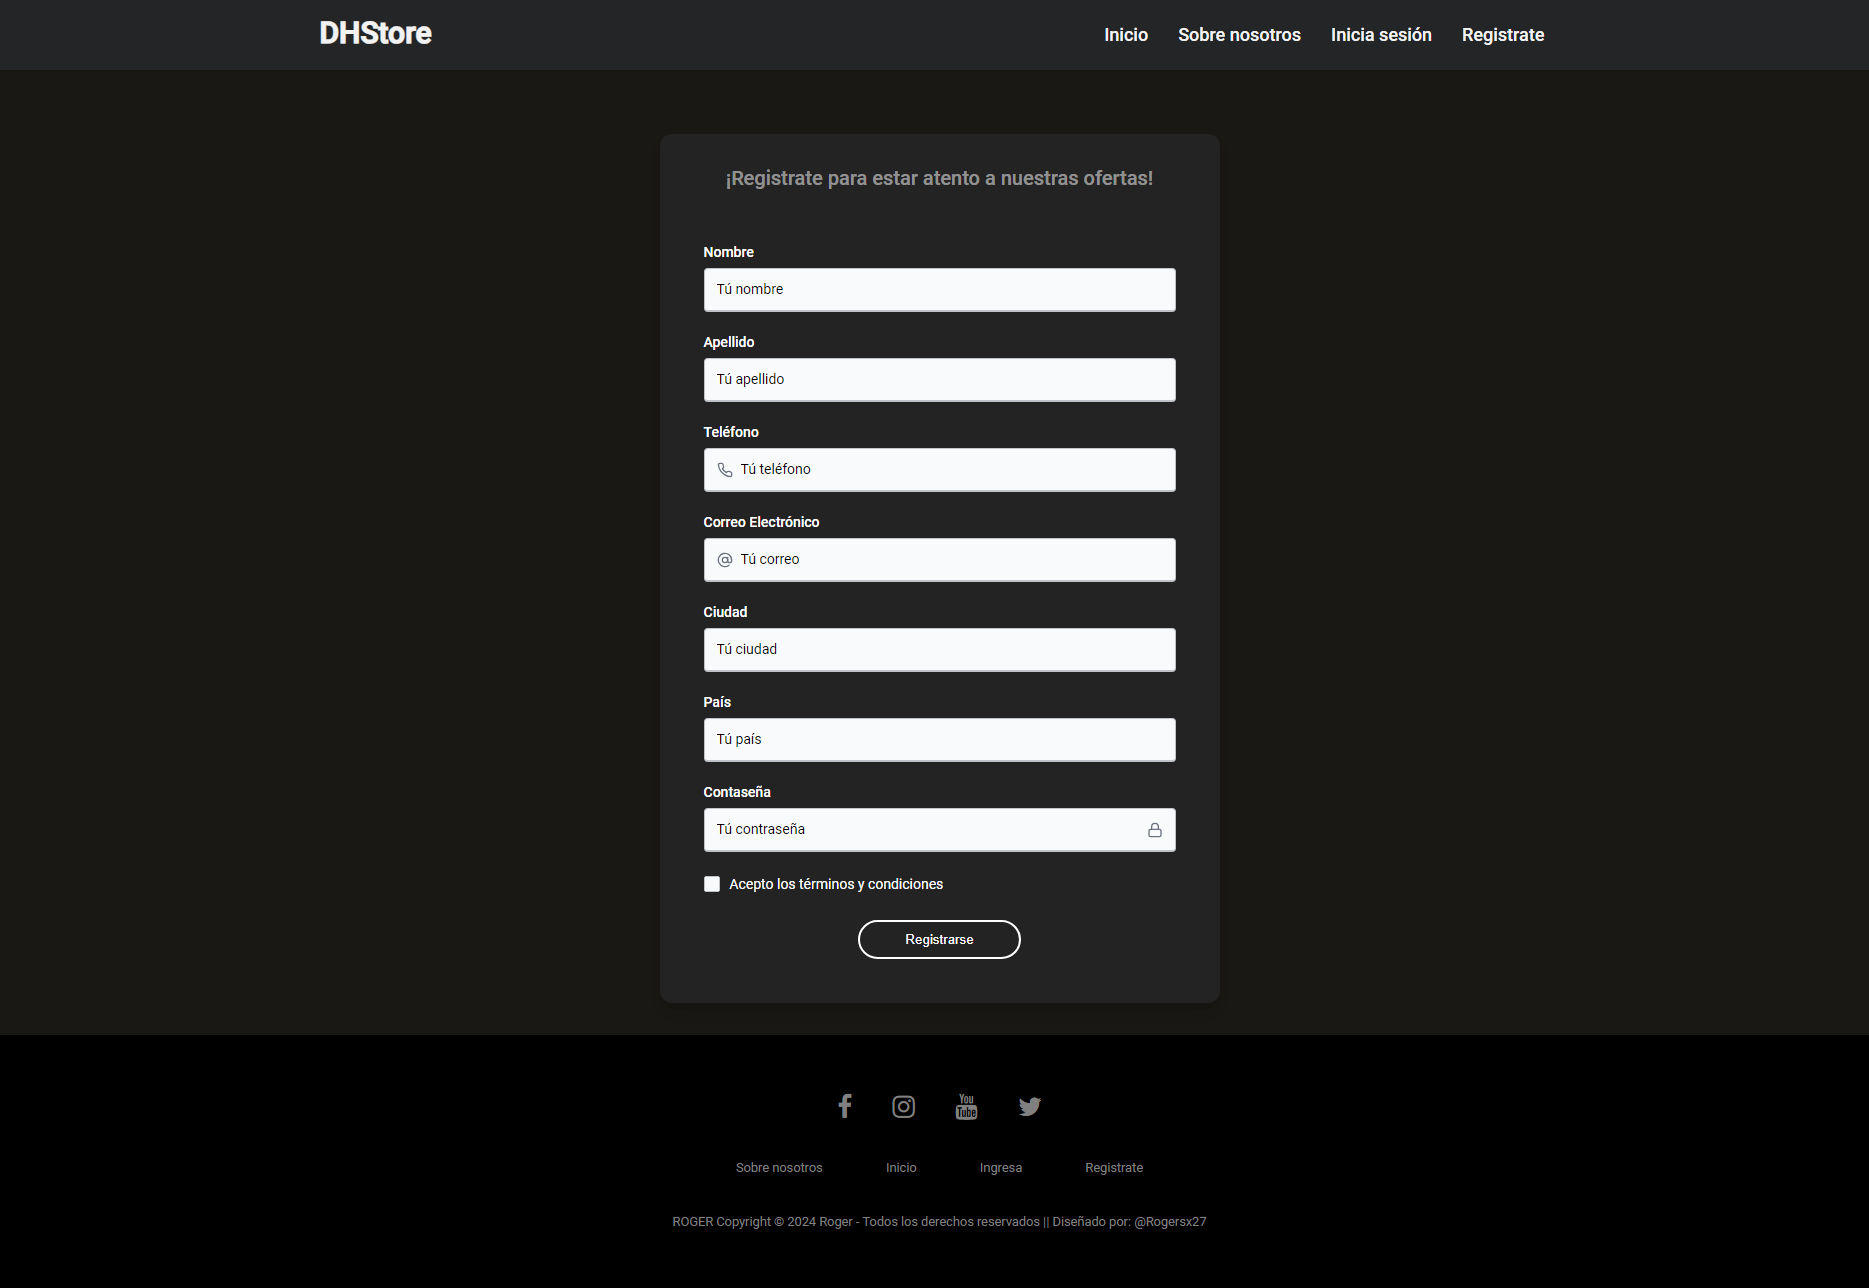 DHStore
Inicio Sobre nosotros Inicia sesión Registrate
¡Registrate para estar atento a nuestras ofertas!
Nombre
Tú nombre
Apellido
Tú apellido
Teléfono
Tú teléfono
Correo Electrónico
Tú correo
Ciudad
Tú ciudad
País
Tú país
Contaseña
Tú contraseña
Acepto los términos y condiciones
Registrarse
You
Tube
Sobre nosotros Inicio Ingresa Registrate
ROGER Copyright © 2024 Roger - Todos los derechos reservados || Diseñado por: @Rogersx27